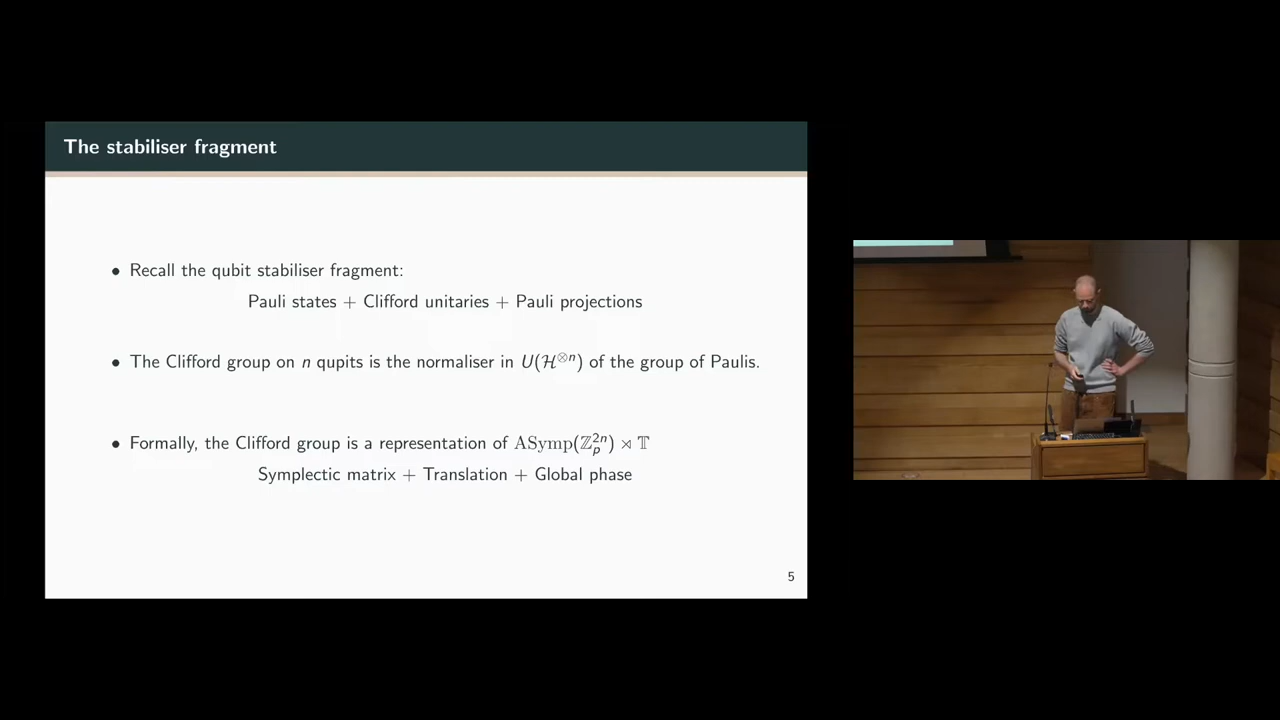 The stabiliser fragment
• Recall the qubit stabiliser fragment:
Pauli states + Clifford unitaries + Pauli projections
• The Clifford group on n qupits is the normaliser in U(ℋ^{⊗n}) of the group of Paulis.
• Formally, the Clifford group is a representation of ASymp(ℤ_p^{2n}) ⋊ 𝕋
Symplectic matrix + Translation + Global phase
5